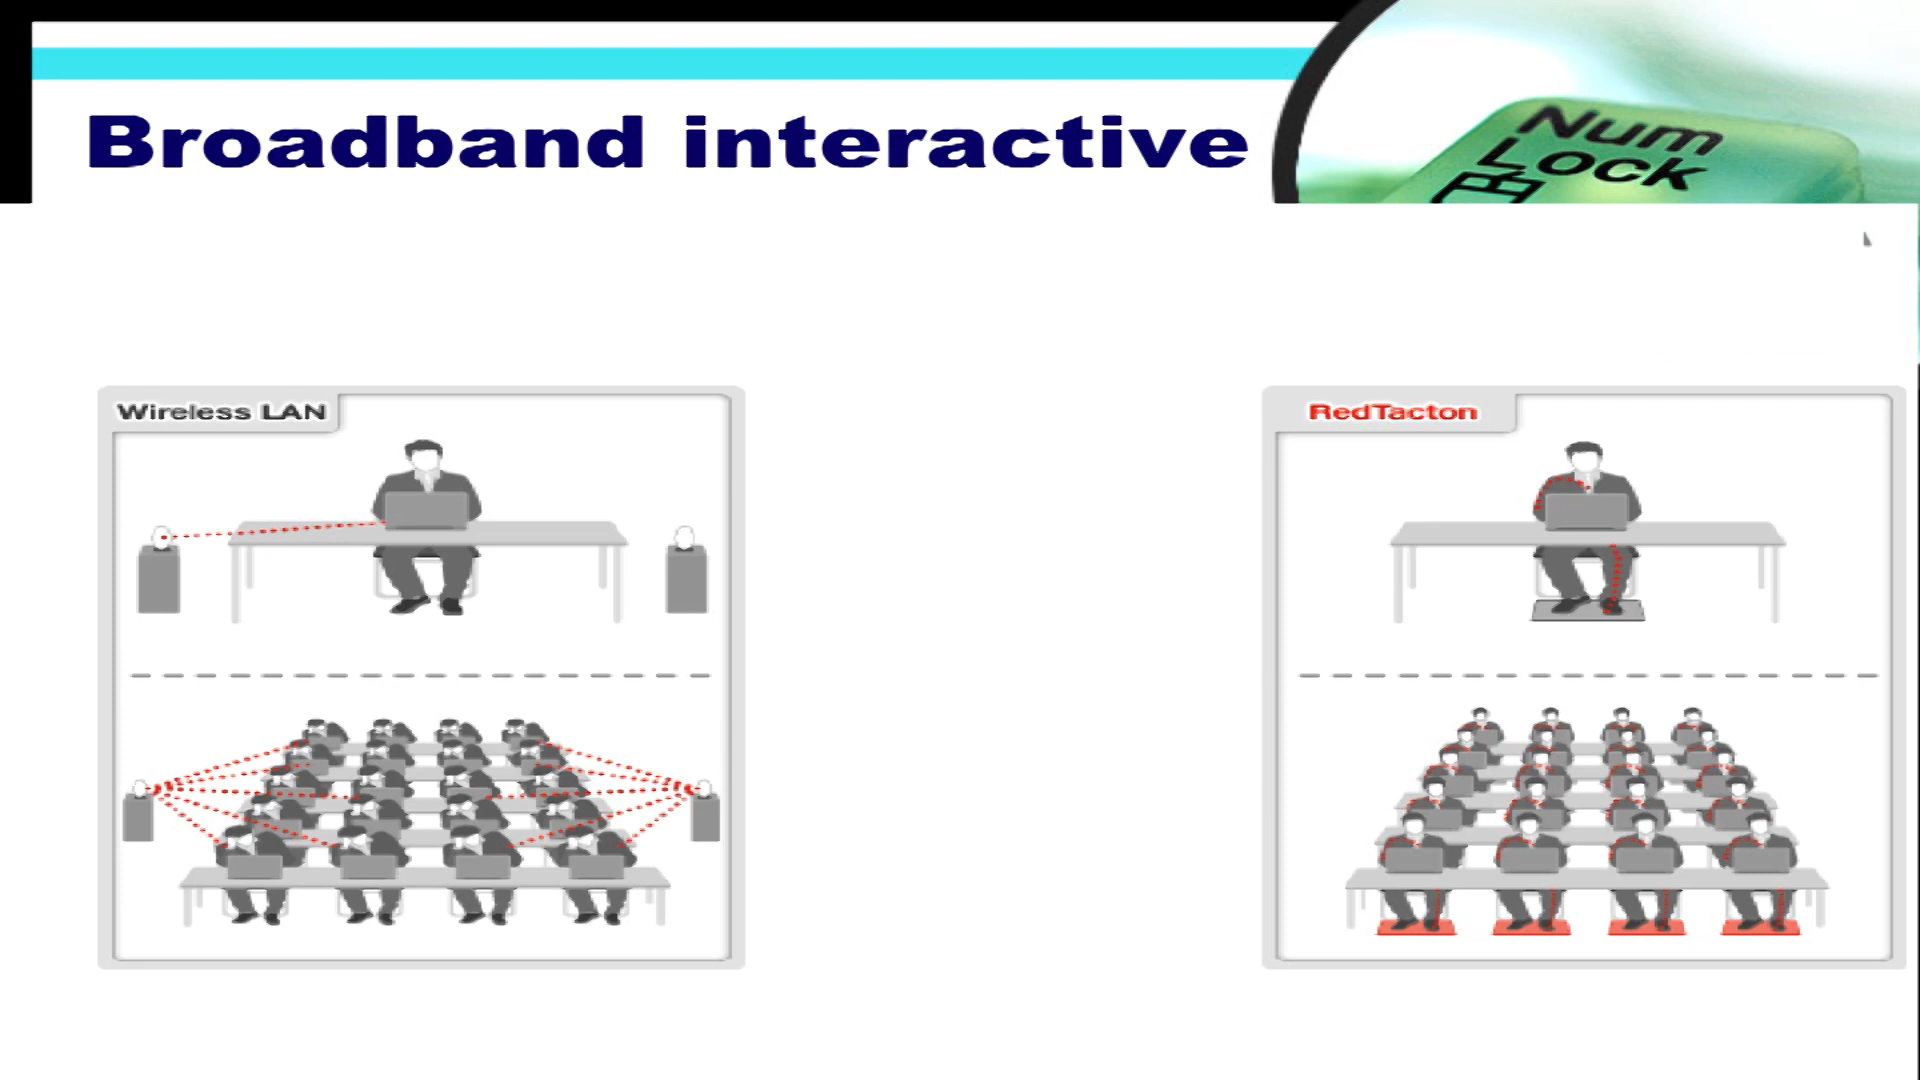 Broadband interactive
Num
Lock
Wireless LAN
RedTacton